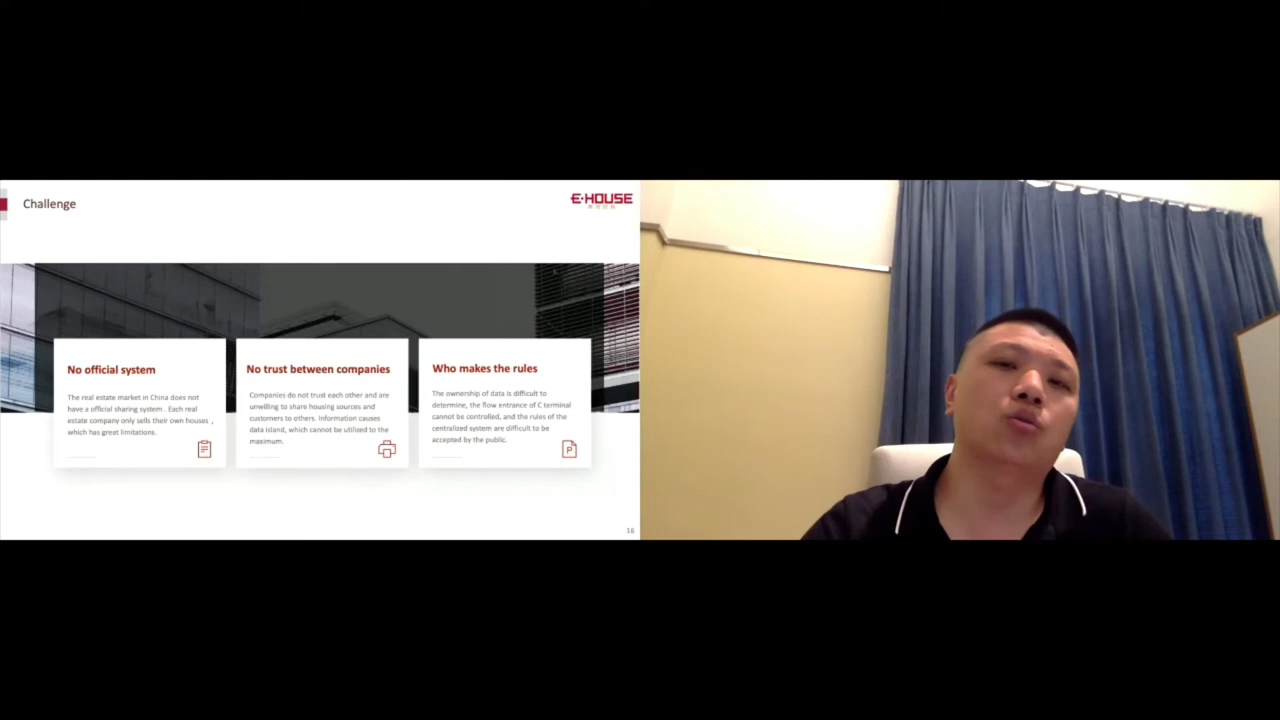 Challenge
E·HOUSE
No official system
The real estate market in China does not
have a official sharing system . Each real
estate company only sells their own houses ,
which has great limitations.
No trust between companies
Companies do not trust each other and are
unwilling to share housing sources and
customers to others. Information causes
data island, which cannot be utilized to the
maximum.
Who makes the rules
The ownership of data is difficult to
determine, the flow entrance of C terminal
cannot be controlled, and the rules of the
centralized system are difficult to be
accepted by the public.
P
16